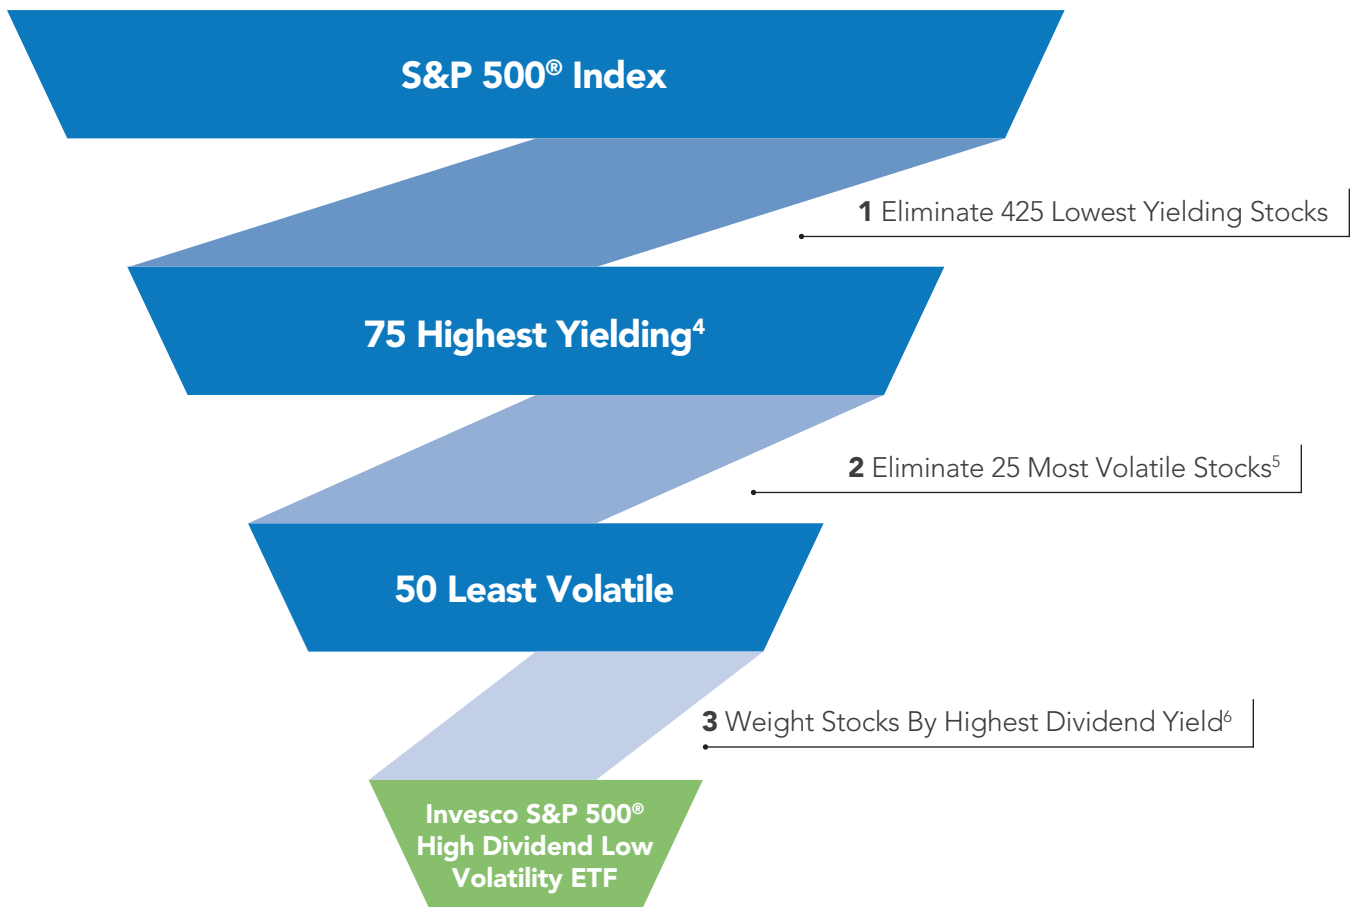 S&P 500® Index
1 Eliminate 425 Lowest Yielding Stocks
75 Highest Yielding⁴
2 Eliminate 25 Most Volatile Stocks⁵
50 Least Volatile
3 Weight Stocks By Highest Dividend Yield⁶
Invesco S&P 500®
High Dividend Low
Volatility ETF